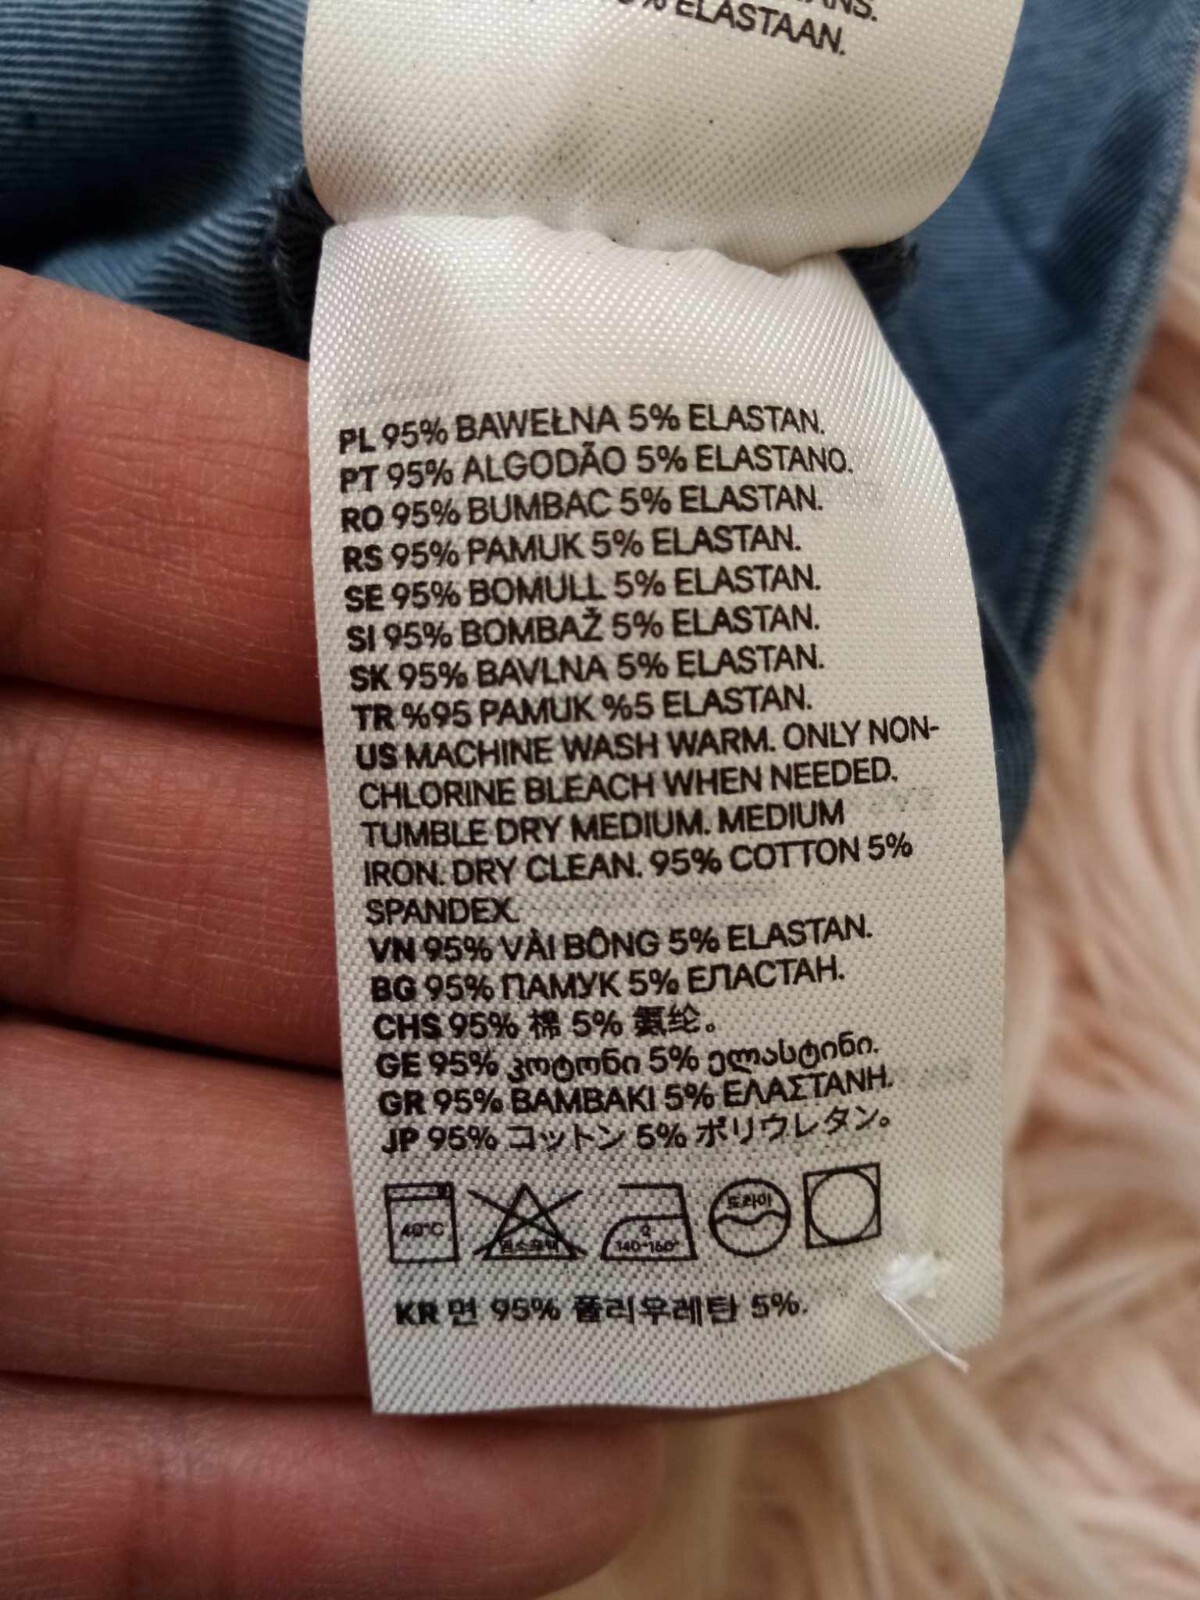 ELASTAAN.
PL 95% BAWEŁNA 5% ELASTAN.
PT 95% ALGODÃO 5% ELASTANO.
RO 95% BUMBAC 5% ELASTAN.
RS 95% PAMUK 5% ELASTAN.
SE 95% BOMULL 5% ELASTAN.
SI 95% BOMBAŽ 5% ELASTAN.
SK 95% BAVLNA 5% ELASTAN.
TR %95 PAMUK %5 ELASTAN.
US MACHINE WASH WARM. ONLY NON-
CHLORINE BLEACH WHEN NEEDED.
TUMBLE DRY MEDIUM. MEDIUM
IRON. DRY CLEAN. 95% COTTON 5%
SPANDEX.
VN 95% VẢI BÔNG 5% ELASTAN.
BG 95% ПАМУК 5% ЕЛАСТАН.
CHS 95% 棉 5% 氨纶。
GE 95% კოტონი 5% ელასტინი.
GR 95% ΒΑΜΒΑΚΙ 5% ΕΛΑΣΤΑΝΗ.
JP 95% コットン 5% ポリウレタン。
40°C 염소표백 140-160° 드라이
KR 면 95% 폴리우레탄 5%.